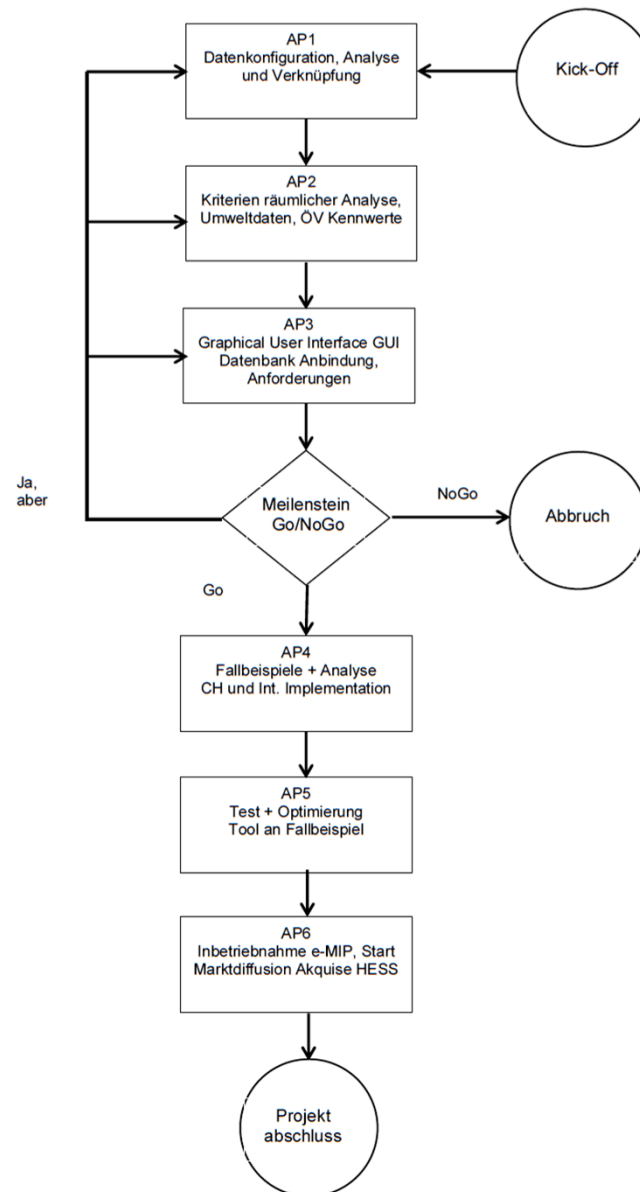 AP1
Datenkonfiguration, Analyse
und Verknüpfung
Kick-Off
AP2
Kriterien räumlicher Analyse,
Umweltdaten, ÖV Kennwerte
AP3
Graphical User Interface GUI
Datenbank Anbindung,
Anforderungen
Ja,
aber
Meilenstein
Go/NoGo
NoGo
Abbruch
Go
AP4
Fallbeispiele + Analyse
CH und Int. Implementation
AP5
Test + Optimierung
Tool an Fallbeispiel
AP6
Inbetriebnahme e-MIP, Start
Marktdiffusion Akquise HESS
Projekt
abschluss